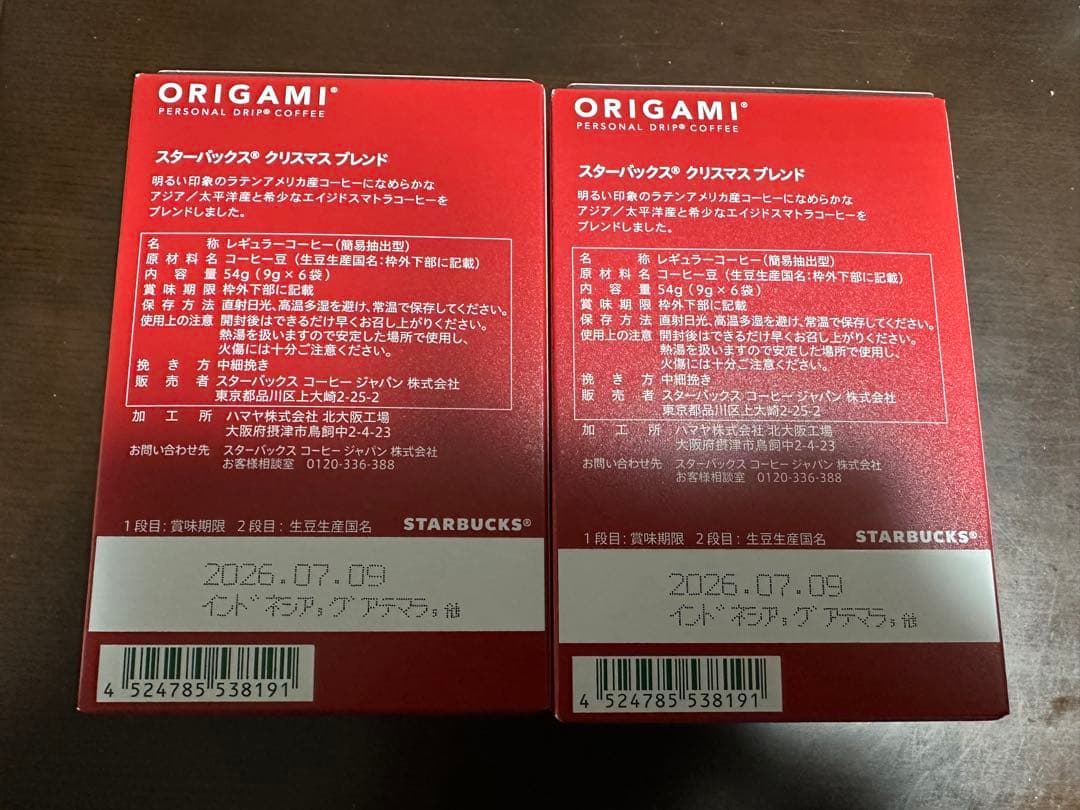 ORIGAMI®
PERSONAL DRIP® COFFEE
スターバックス® クリスマス ブレンド
明るい印象のラテンアメリカ産コーヒーになめらかな
アジア／太平洋産と希少なエイジドスマトラコーヒーを
ブレンドしました。
名称 レギュラーコーヒー（簡易抽出型）
原材料名 コーヒー豆（生豆生産国名：枠外下部に記載）
内容量 54g（9g×6袋）
賞味期限 枠外下部に記載
保存方法 直射日光、高温多湿を避け、常温で保存してください。
使用上の注意 開封後はできるだけ早くお召し上がりください。
熱湯を扱いますので安定した場所で使用し、
火傷には十分ご注意ください。
挽き方 中細挽き
販売者 スターバックス コーヒー ジャパン 株式会社
東京都品川区上大崎2-25-2
加工所 ハマヤ株式会社 北大阪工場
大阪府摂津市鳥飼中2-4-23
お問い合わせ先 スターバックス コーヒー ジャパン 株式会社
お客様相談室 0120-336-388
1段目：賞味期限 2段目：生豆生産国名 STARBUCKS®
2026.07.09
インドネシア、グアテマラ、他
4 524785 538191
ORIGAMI®
PERSONAL DRIP® COFFEE
スターバックス® クリスマス ブレンド
明るい印象のラテンアメリカ産コーヒーになめらかな
アジア／太平洋産と希少なエイジドスマトラコーヒーを
ブレンドしました。
名称 レギュラーコーヒー（簡易抽出型）
原材料名 コーヒー豆（生豆生産国名：枠外下部に記載）
内容量 54g（9g×6袋）
賞味期限 枠外下部に記載
保存方法 直射日光、高温多湿を避け、常温で保存してください。
使用上の注意 開封後はできるだけ早くお召し上がりください。
熱湯を扱いますので安定した場所で使用し、
火傷には十分ご注意ください。
挽き方 中細挽き
販売者 スターバックス コーヒー ジャパン 株式会社
東京都品川区上大崎2-25-2
加工所 ハマヤ株式会社 北大阪工場
大阪府摂津市鳥飼中2-4-23
お問い合わせ先 スターバックス コーヒー ジャパン 株式会社
お客様相談室 0120-336-388
1段目：賞味期限 2段目：生豆生産国名 STARBUCKS®
2026.07.09
インドネシア、グアテマラ、他
4 524785 538191